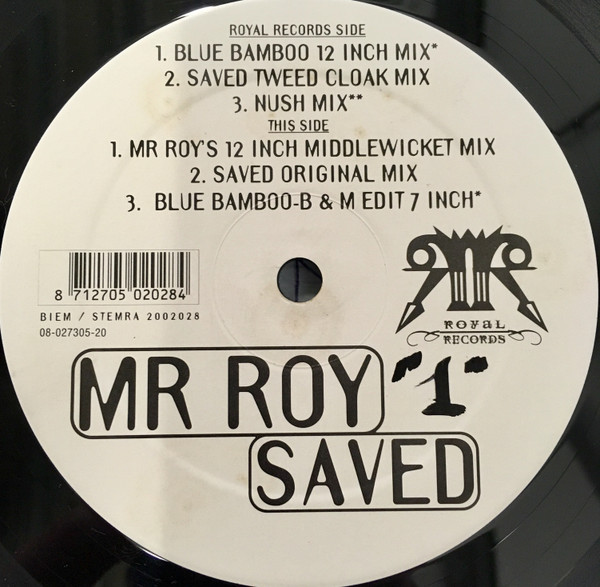 ROYAL RECORDS SIDE
1. BLUE BAMBOO 12 INCH MIX*
2. SAVED TWEED CLOAK MIX
3. NUSH MIX**
THIS SIDE
1. MR ROY'S 12 INCH MIDDLEWICKET MIX
2. SAVED ORIGINAL MIX
3. BLUE BAMBOO-B & M EDIT 7 INCH*
8 712705 020284
BIEM / STEMRA 2002028
08-027305-20
ROYAL
RECORDS
MR ROY "1"
SAVED